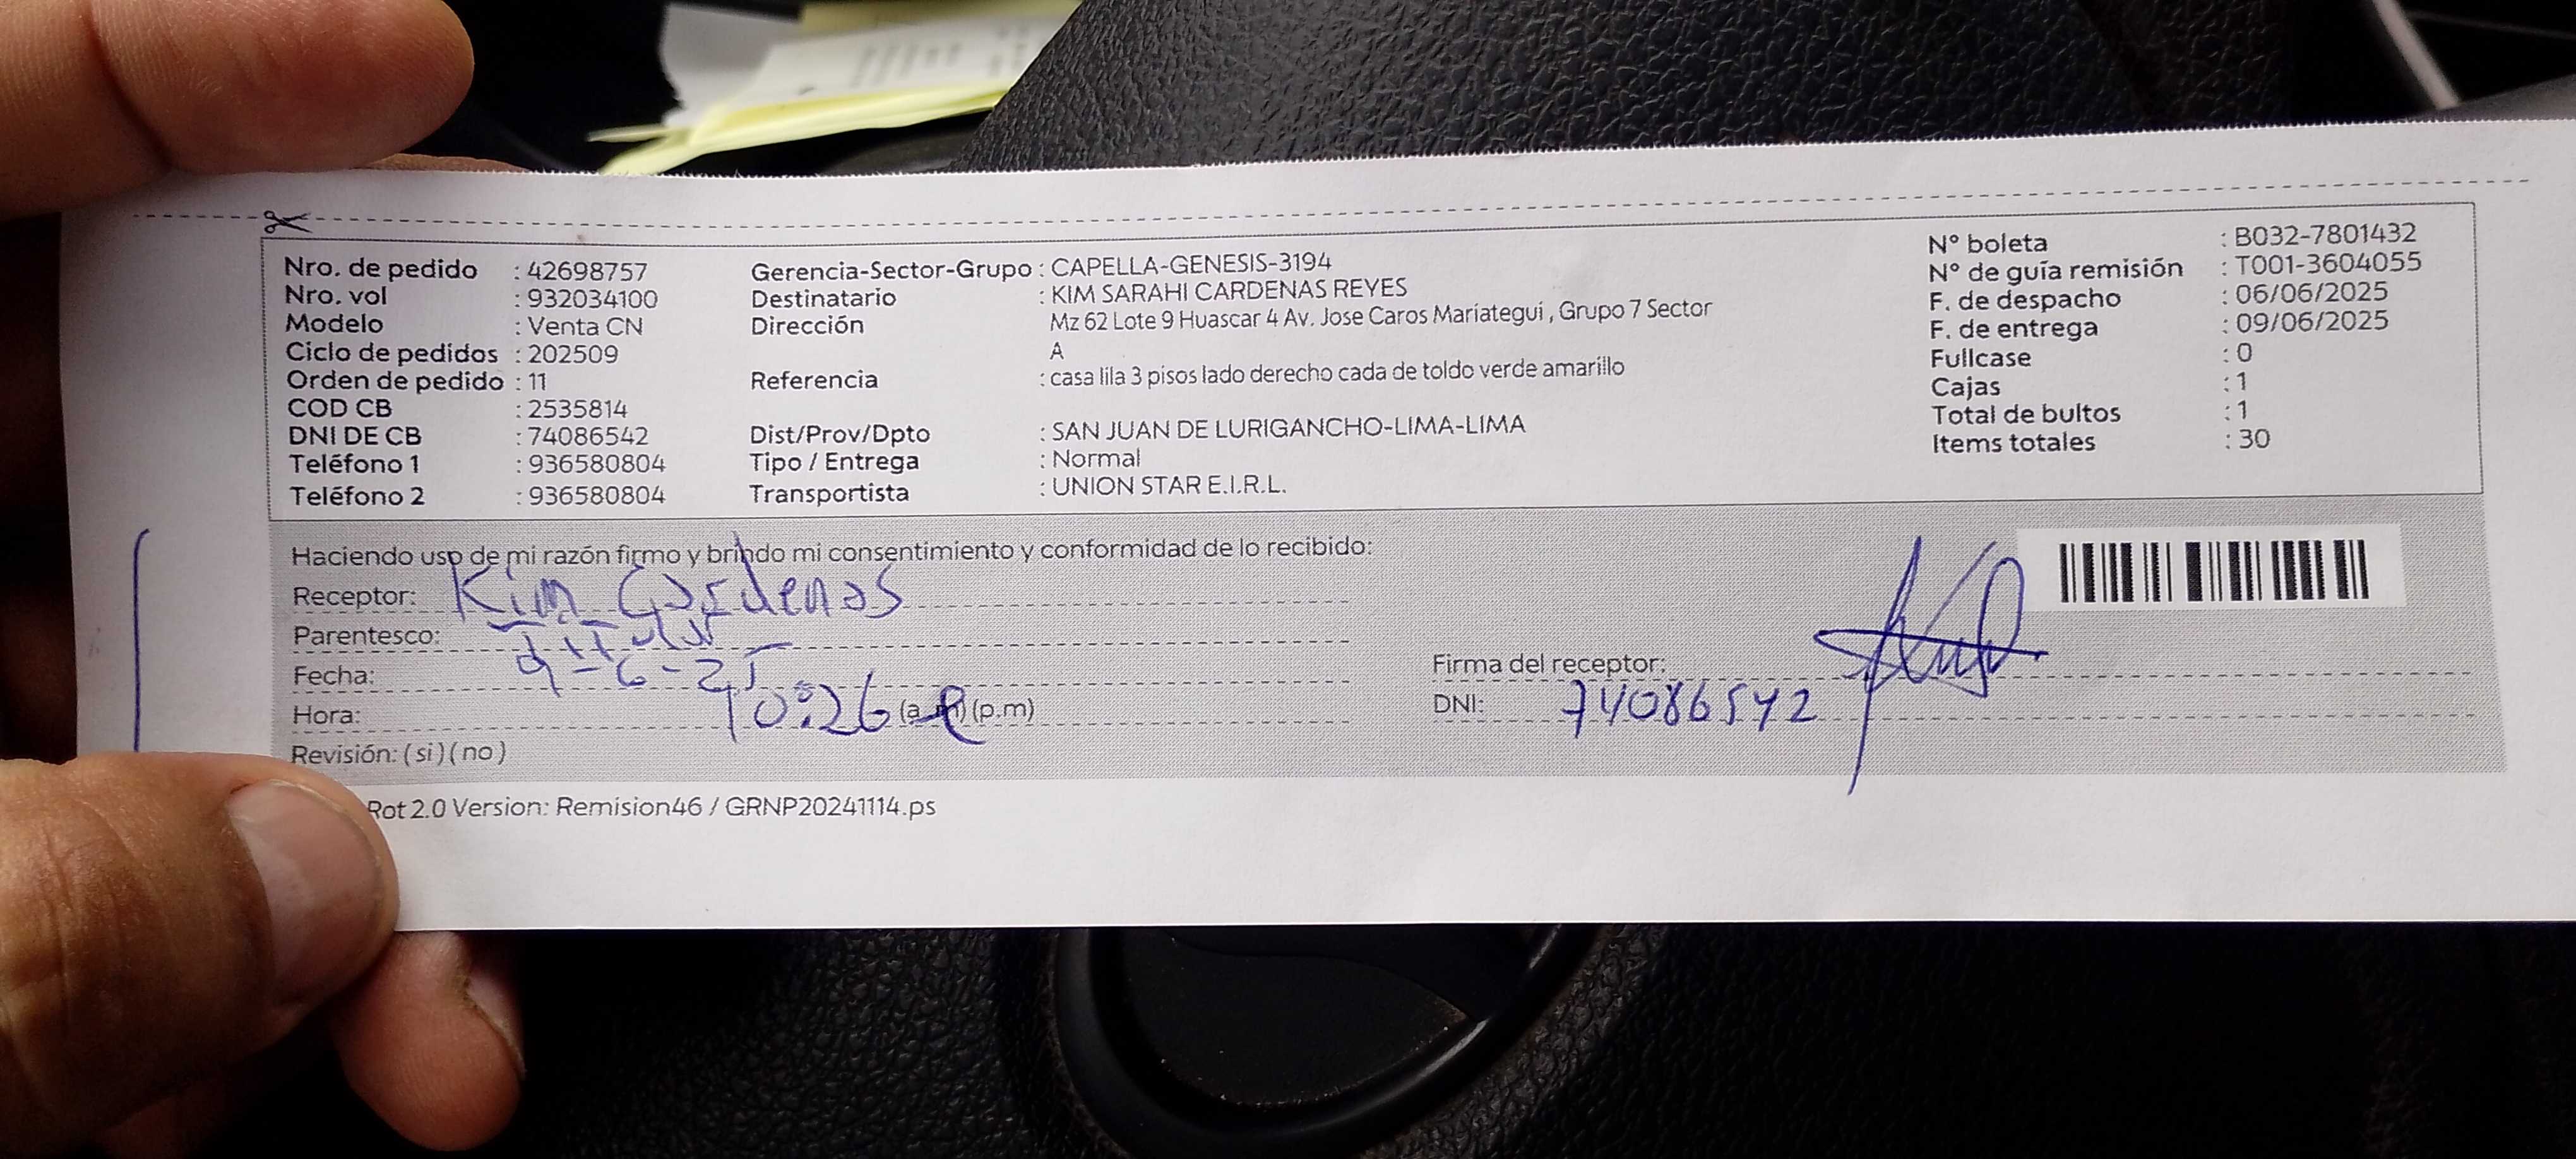 Nro. de pedido : 42698757
Nro. vol : 932034100
Modelo : Venta CN
Ciclo de pedidos : 202509
Orden de pedido : 11
COD CB : 2535814
DNI DE CB : 74086542
Teléfono 1 : 936580804
Teléfono 2 : 936580804
Gerencia-Sector-Grupo : CAPELLA-GENESIS-3194
Destinatario : KIM SARAHI CARDENAS REYES
Dirección Mz 62 Lote 9 Huascar 4 Av. Jose Caros Mariategui , Grupo 7 Sector
A
Referencia : casa lila 3 pisos lado derecho cada de toldo verde amarillo
Dist/Prov/Dpto : SAN JUAN DE LURIGANCHO-LIMA-LIMA
Tipo / Entrega : Normal
Transportista : UNION STAR E.I.R.L.
N° boleta : B032-7801432
N° de guía remisión : T001-3604055
F. de despacho : 06/06/2025
F. de entrega : 09/06/2025
Fullcase : 0
Cajas : 1
Total de bultos : 1
Items totales : 30
Haciendo uso de mi razón firmo y brindo mi consentimiento y conformidad de lo recibido:
Receptor: Kim Cardenas
Parentesco: titular
Fecha: 9-6-25
Hora: 10:26 (a.m) (p.m)
Revisión: ( si ) ( no )
Firma del receptor:
DNI: 74086542
Rot 2.0 Version: Remision46 / GRNP20241114.ps